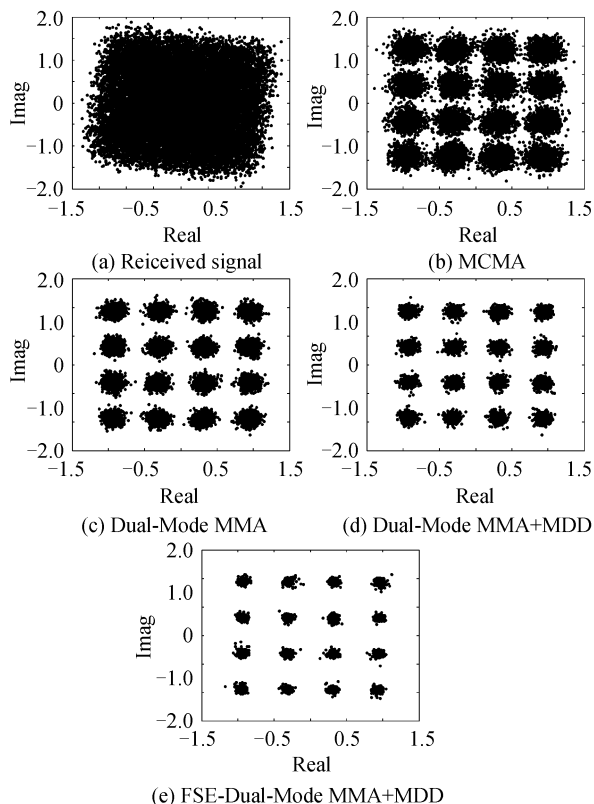 2.0 2.0
1.0 1.0
Imag 0 Imag 0
−1.0 −1.0
−2.0 −2.0
−1.5 −0.5 0.5 1.5 −1.5 −0.5 0.5 1.5
Real Real
(a) Reiceived signal (b) MCMA
2.0 2.0
1.0 1.0
Imag 0 Imag 0
−1.0 −1.0
−2.0 −2.0
−1.5 −0.5 0.5 1.5 −1.5 −0.5 0.5 1.5
Real Real
(c) Dual-Mode MMA (d) Dual-Mode MMA+MDD
2.0
1.0
Imag 0
−1.0
−2.0
−1.0 −0.5 0.5 1.5
Real
(e) FSE-Dual-Mode MMA+MDD